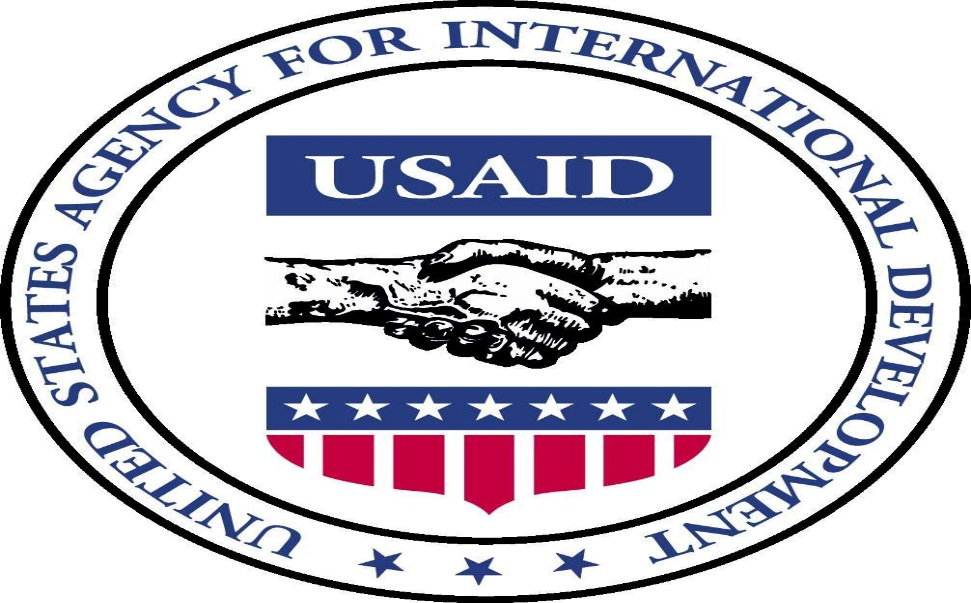 UNITED STATES AGENCY FOR INTERNATIONAL DEVELOPMENT
USAID